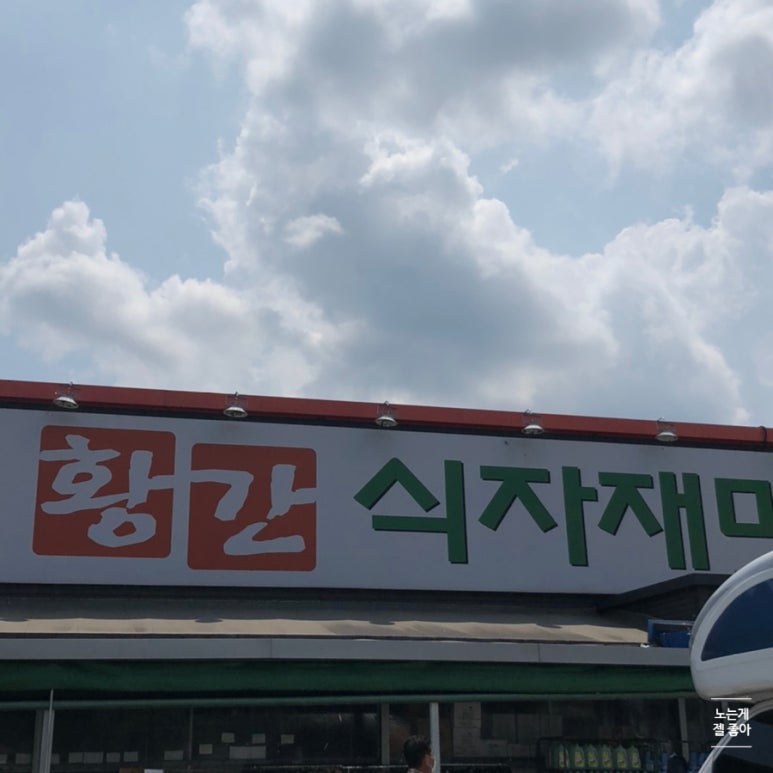 황간 식자재마
노는게
젤 좋아